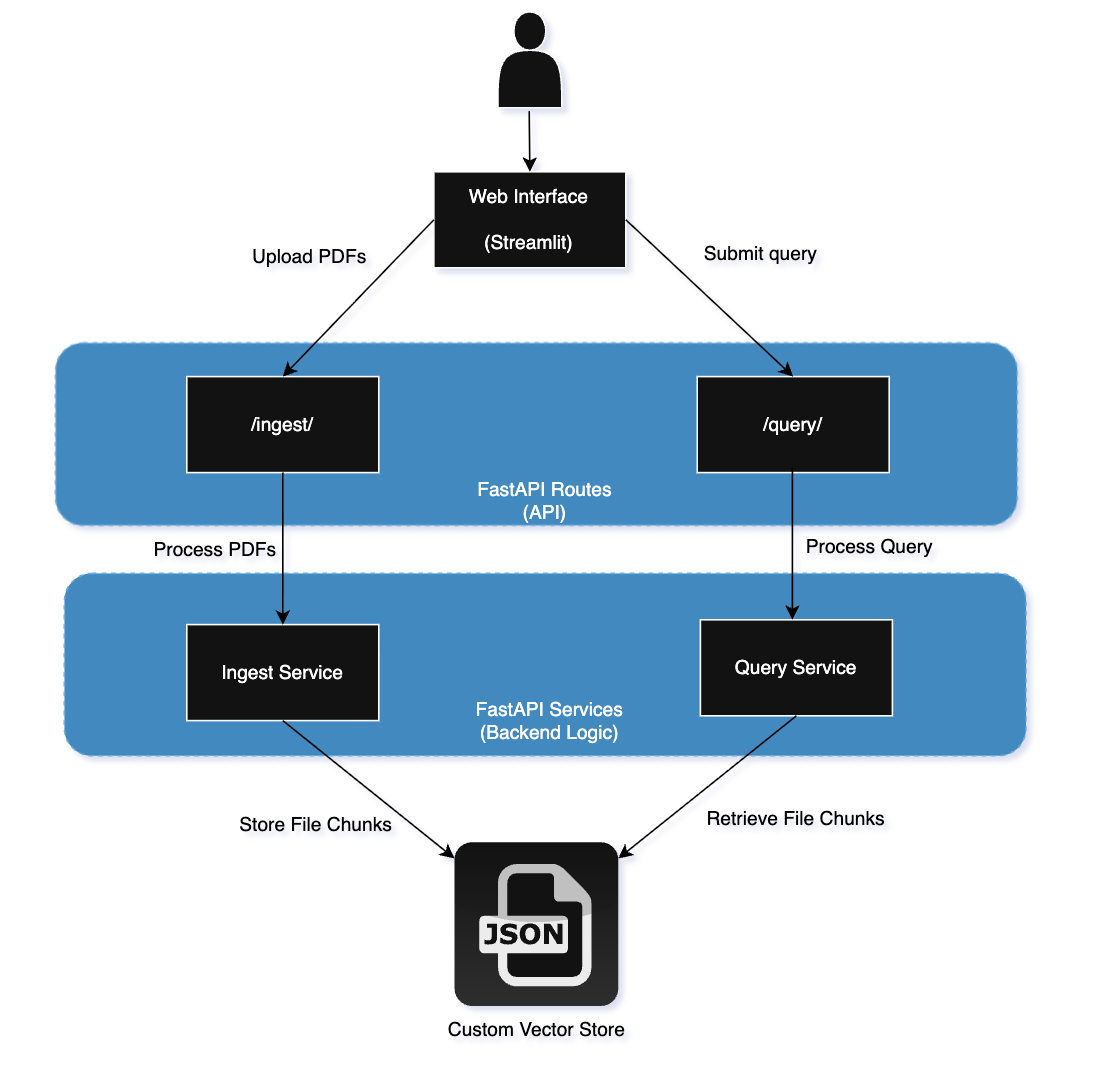 Web Interface
(Streamlit)
Upload PDFs
Submit query
/ingest/
/query/
FastAPI Routes
(API)
Process PDFs
Process Query
Ingest Service
Query Service
FastAPI Services
(Backend Logic)
Store File Chunks
Retrieve File Chunks
JSON
Custom Vector Store